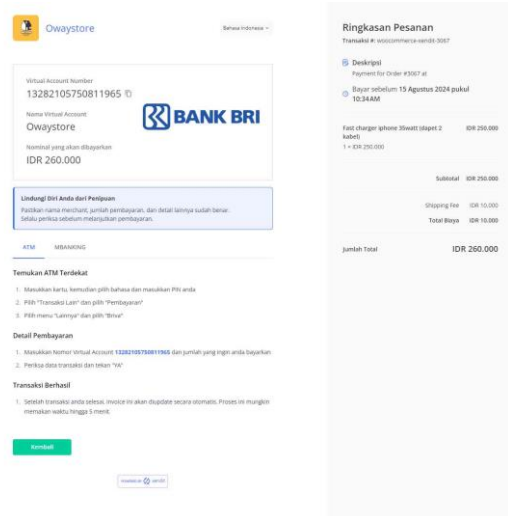 Owaystore
Bahasa Indonesia
Virtual Account Number
13282105750811965
Nama Virtual Account
Owaystore
Nominal yang akan dibayarkan
IDR 260.000
BANK BRI
Lindungi Diri Anda dari Penipuan
Pastikan nama merchant, jumlah pembayaran, dan detail lainnya sudah benar.
Selalu periksa sebelum melanjutkan pembayaran.
ATM MBANKING
Temukan ATM Terdekat
1. Masukkan kartu, kemudian pilih bahasa dan masukkan PIN anda
2. Pilih "Transaksi Lain" dan pilih "Pembayaran"
3. Pilih menu "Lainnya" dan pilih "Briva"
Detail Pembayaran
1. Masukkan Nomor Virtual Account 13282105750811965 dan jumlah yang ingin anda bayarkan
2. Periksa data transaksi dan tekan "YA"
Transaksi Berhasil
1. Setelah transaksi anda selesai, invoice ini akan diupdate secara otomatis. Proses ini mungkin
memakan waktu hingga 5 menit.
Kembali
xendit
Ringkasan Pesanan
Transaksi #: woocommerce-xendit-3067
Deskripsi
Payment for Order #3067 at
Bayar sebelum 15 Agustus 2024 pukul
10:34AM
Fast charger iphone 35watt (dapet 2 IDR 250.000
kabel)
1 × IDR 250.000
Subtotal IDR 250.000
Shipping Fee IDR 10.000
Total Biaya IDR 10.000
Jumlah Total IDR 260.000